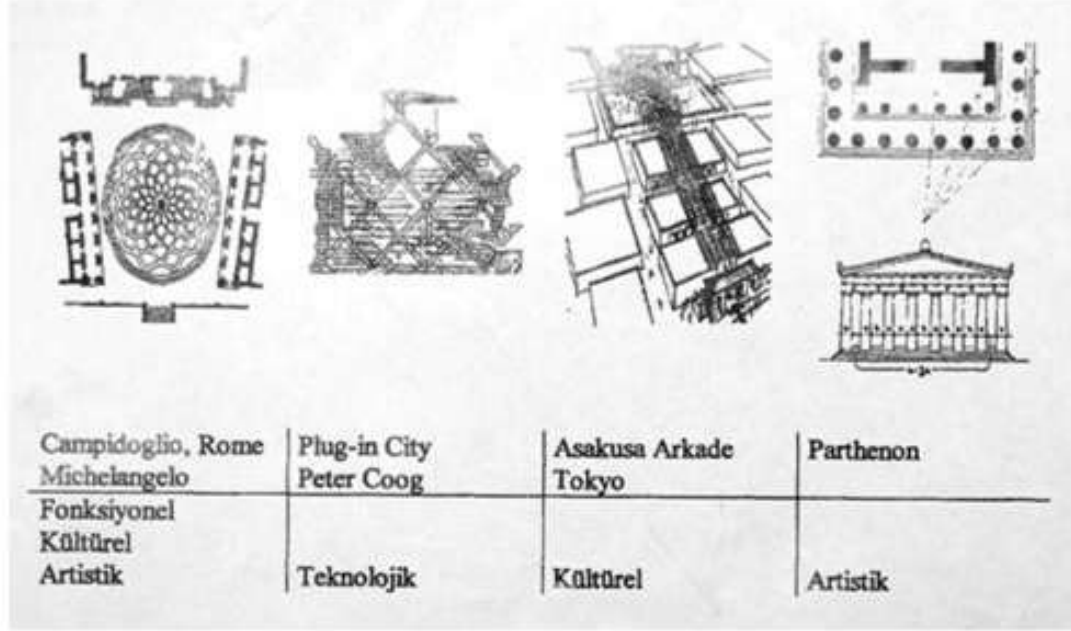 Campidoglio, Rome
Michelangelo
Plug-in City
Peter Coog
Asakusa Arkade
Tokyo
Parthenon
Fonksiyonel
Kültürel
Artistik
Teknolojik
Kültürel
Artistik